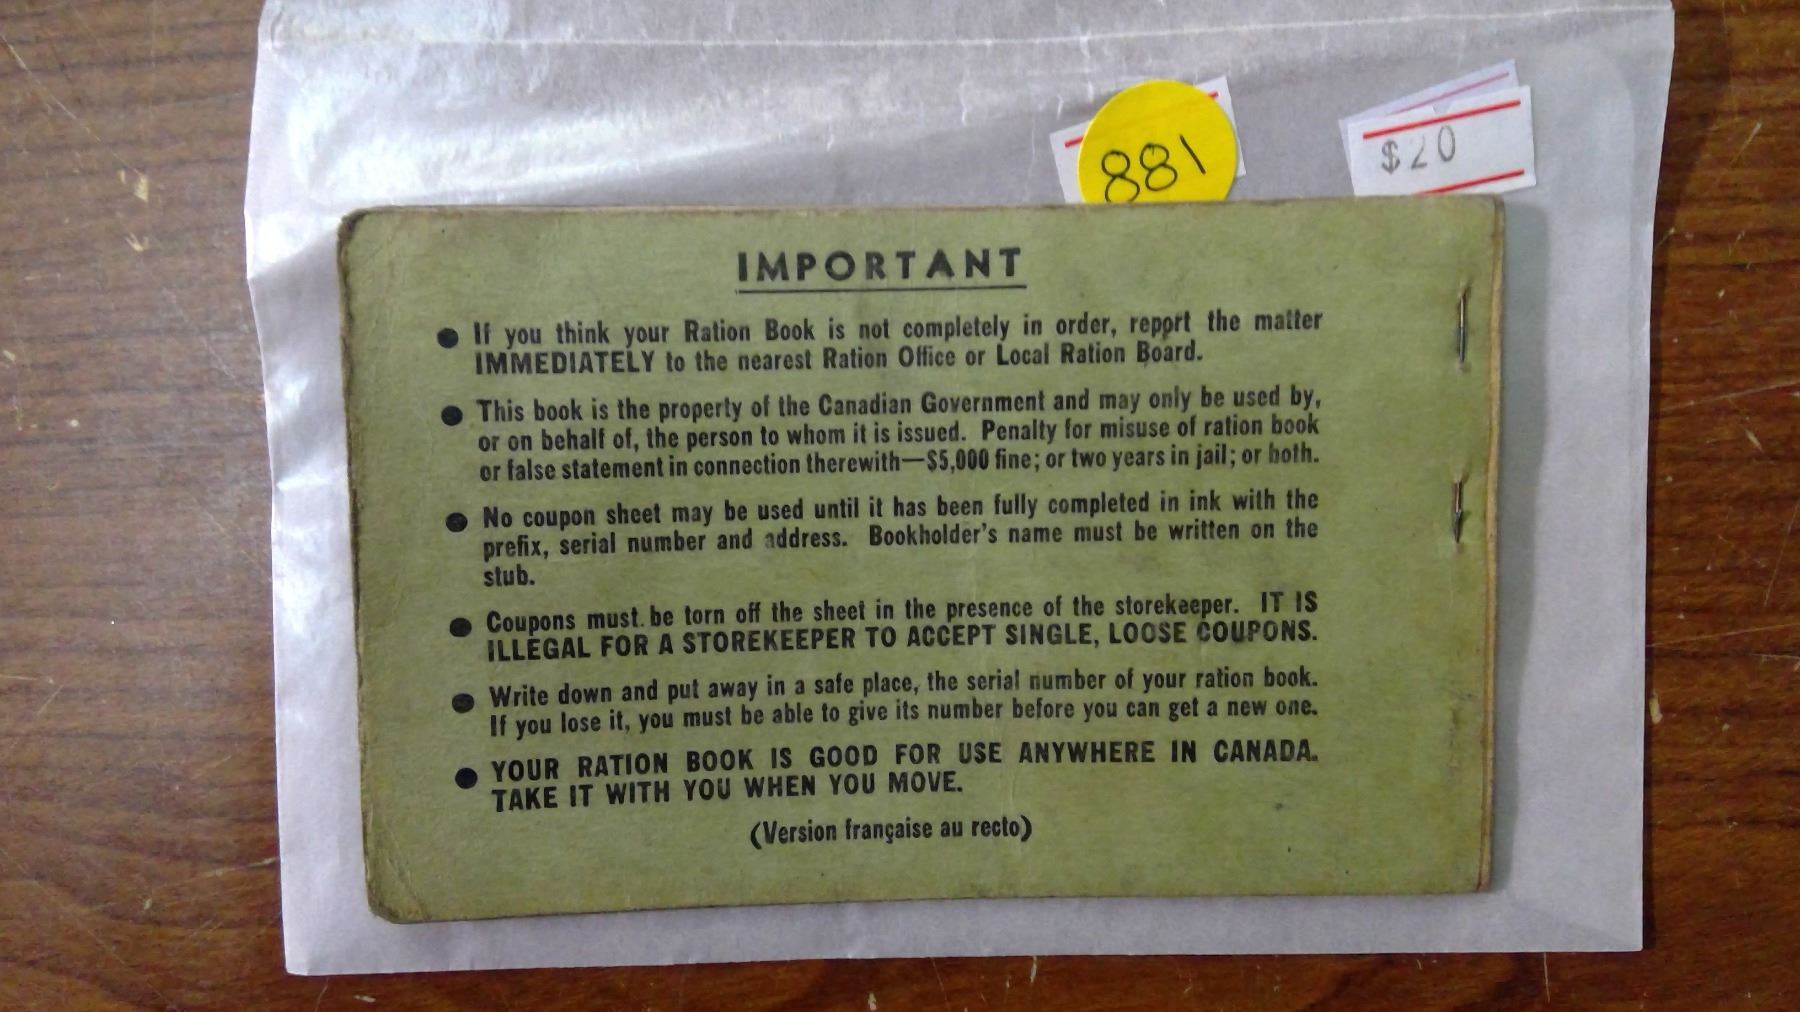 881
$20
IMPORTANT
● If you think your Ration Book is not completely in order, report the matter
IMMEDIATELY to the nearest Ration Office or Local Ration Board.
● This book is the property of the Canadian Government and may only be used by,
or on behalf of, the person to whom it is issued. Penalty for misuse of ration book
or false statement in connection therewith—$5,000 fine; or two years in jail; or both.
● No coupon sheet may be used until it has been fully completed in ink with the
prefix, serial number and address. Bookholder's name must be written on the
stub.
● Coupons must be torn off the sheet in the presence of the storekeeper. IT IS
ILLEGAL FOR A STOREKEEPER TO ACCEPT SINGLE, LOOSE COUPONS.
● Write down and put away in a safe place, the serial number of your ration book.
If you lose it, you must be able to give its number before you can get a new one.
● YOUR RATION BOOK IS GOOD FOR USE ANYWHERE IN CANADA.
TAKE IT WITH YOU WHEN YOU MOVE.
(Version française au recto)